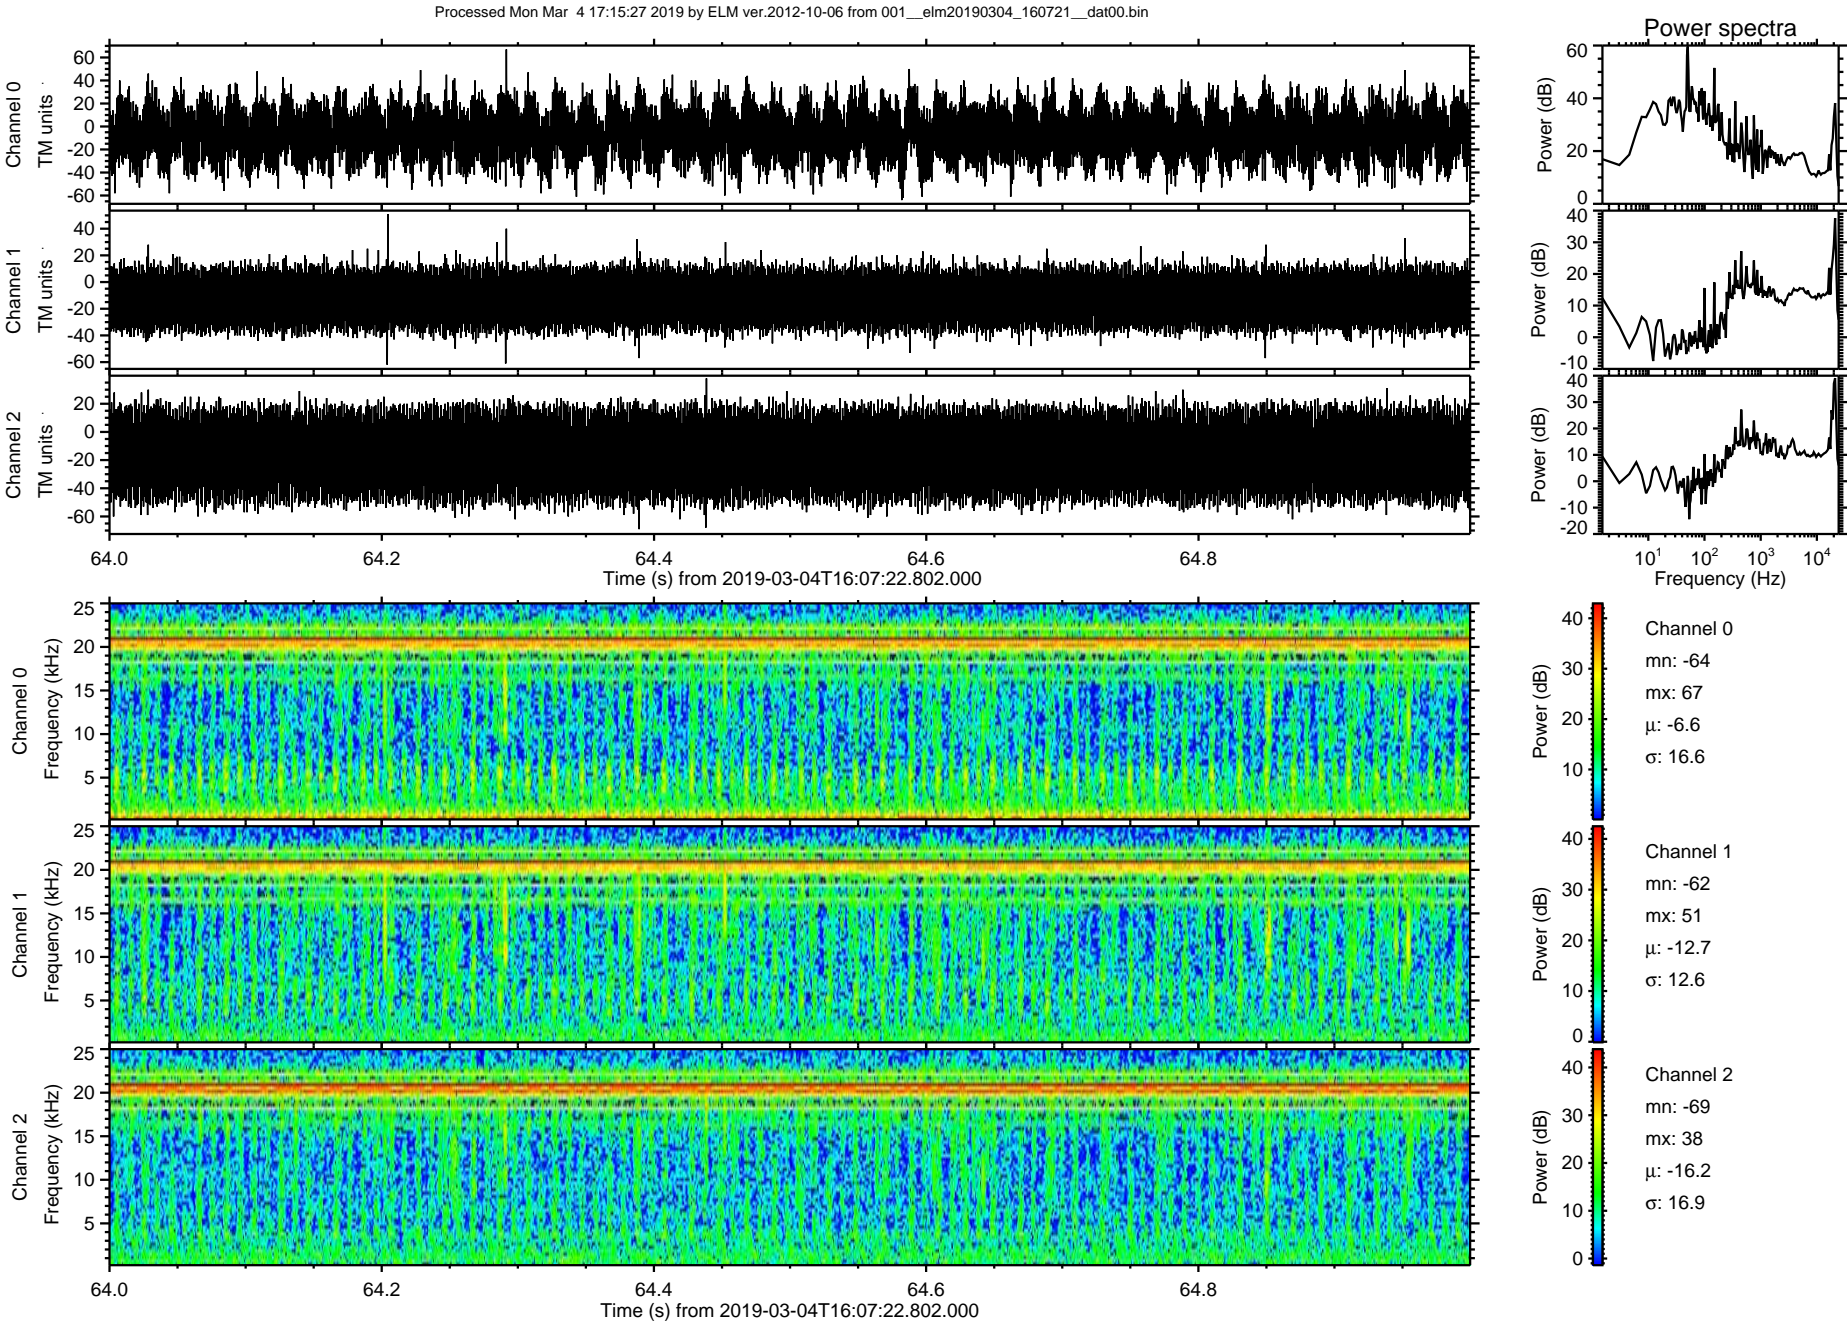 Processed Mon Mar  4 17:15:27 2019 by ELM ver.2012-10-06 from 001__elm20190304_160721__dat00.bin
Power spectra
Channel 0
TM units
60
40
20
0
-20
-40
-60
Power (dB)
60
40
20
0
Channel 1
TM units
40
20
0
-20
-40
-60
Power (dB)
40
30
20
10
0
-10
Channel 2
TM units
20
0
-20
-40
-60
Power (dB)
40
30
20
10
0
-10
-20
64.0 64.2 64.4 64.6 64.8
Time (s) from 2019-03-04T16:07:22.802.000
10¹ 10² 10³ 10⁴
Frequency (Hz)
Channel 0
Frequency (kHz)
25
20
15
10
5
Power (dB)
40
30
20
10
Channel 0
mn: -64
mx: 67
μ: -6.6
σ: 16.6
Channel 1
Frequency (kHz)
25
20
15
10
5
Power (dB)
40
30
20
10
0
Channel 1
mn: -62
mx: 51
μ: -12.7
σ: 12.6
Channel 2
Frequency (kHz)
25
20
15
10
5
Power (dB)
40
30
20
10
0
Channel 2
mn: -69
mx: 38
μ: -16.2
σ: 16.9
64.0 64.2 64.4 64.6 64.8
Time (s) from 2019-03-04T16:07:22.802.000